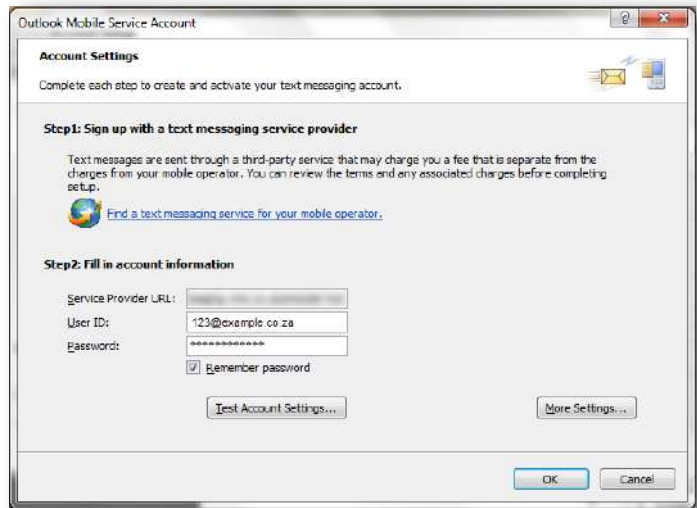 Outlook Mobile Service Account
Account Settings
Complete each step to create and activate your text messaging account.
Step1: Sign up with a text messaging service provider
Text messages are sent through a third-party service that may charge you a fee that is separate from the
charges from your mobile operator. You can review the terms and any associated charges before completing
setup.
Find a text messaging service for your mobile operator.
Step2: Fill in account information
Service Provider URL:
User ID: 123@example.co.za
Password: ************
Remember password
Test Account Settings...
More Settings...
OK
Cancel